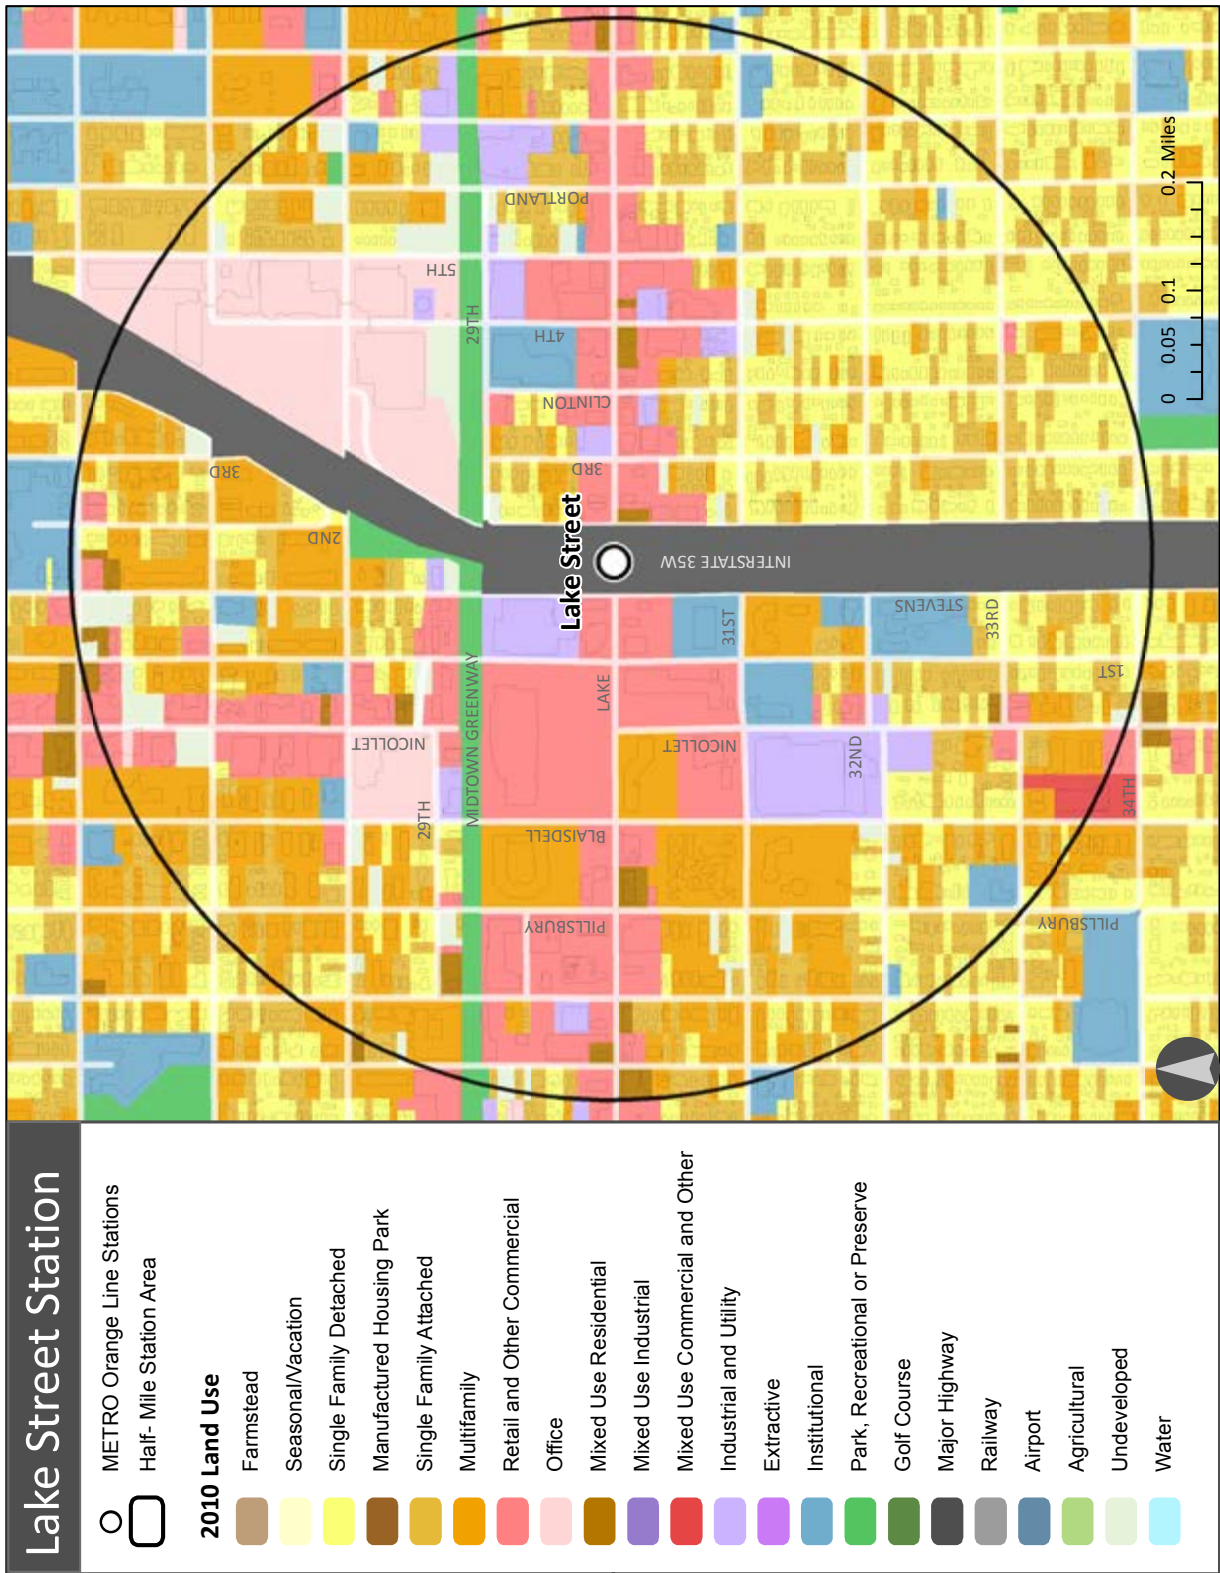 Lake Street Station
METRO Orange Line Stations
Half- Mile Station Area
2010 Land Use
Farmstead
Seasonal/Vacation
Single Family Detached
Manufactured Housing Park
Single Family Attached
Multifamily
Retail and Other Commercial
Office
Mixed Use Residential
Mixed Use Industrial
Mixed Use Commercial and Other
Industrial and Utility
Extractive
Institutional
Park, Recreational or Preserve
Golf Course
Major Highway
Railway
Airport
Agricultural
Undeveloped
Water
3RD
2ND
NICOLLET
29TH
MIDTOWN GREENWAY
5TH
29TH
PORTLAND
4TH
CLINTON
3RD
Lake Street
LAKE
BLAISDELL
PILLSBURY
INTERSTATE 35W
NICOLLET
31ST
32ND
STEVENS
33RD
1ST
34TH
PILLSBURY
0 0.05 0.1 0.2 Miles